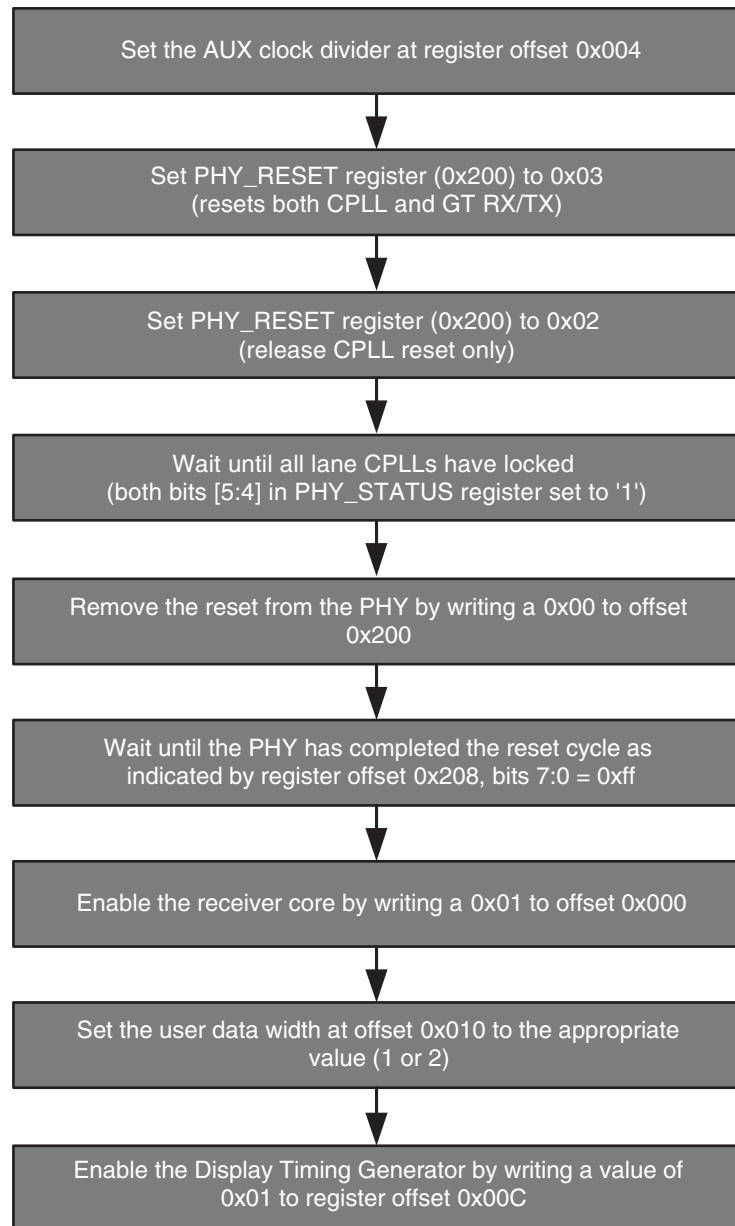 Set the AUX clock divider at register offset 0x004
Set PHY_RESET register (0x200) to 0x03
(resets both CPLL and GT RX/TX)
Set PHY_RESET register (0x200) to 0x02
(release CPLL reset only)
Wait until all lane CPLLs have locked
(both bits [5:4] in PHY_STATUS register set to '1')
Remove the reset from the PHY by writing a 0x00 to offset
0x200
Wait until the PHY has completed the reset cycle as
indicated by register offset 0x208, bits 7:0 = 0xff
Enable the receiver core by writing a 0x01 to offset 0x000
Set the user data width at offset 0x010 to the appropriate
value (1 or 2)
Enable the Display Timing Generator by writing a value of
0x01 to register offset 0x00C